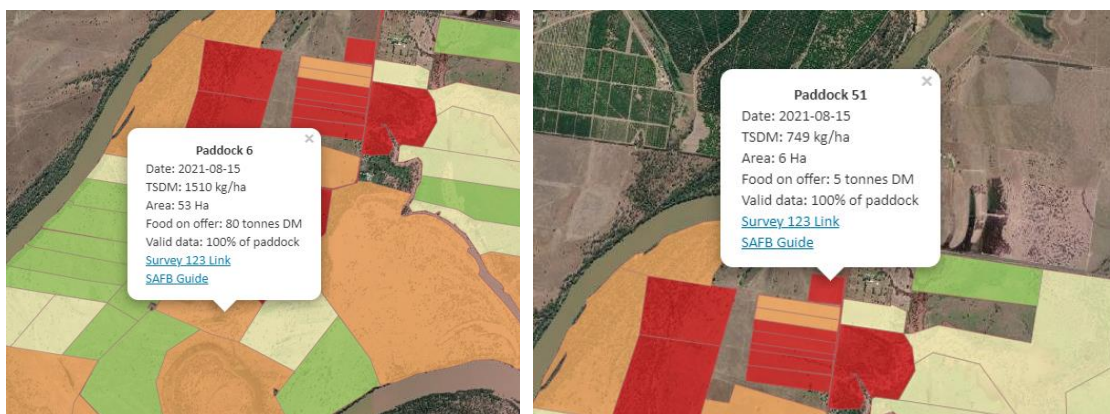 Paddock 6
Date: 2021-08-15
TSDM: 1510 kg/ha
Area: 53 Ha
Food on offer: 80 tonnes DM
Valid data: 100% of paddock
Survey 123 Link
SAFB Guide
Paddock 51
Date: 2021-08-15
TSDM: 749 kg/ha
Area: 6 Ha
Food on offer: 5 tonnes DM
Valid data: 100% of paddock
Survey 123 Link
SAFB Guide